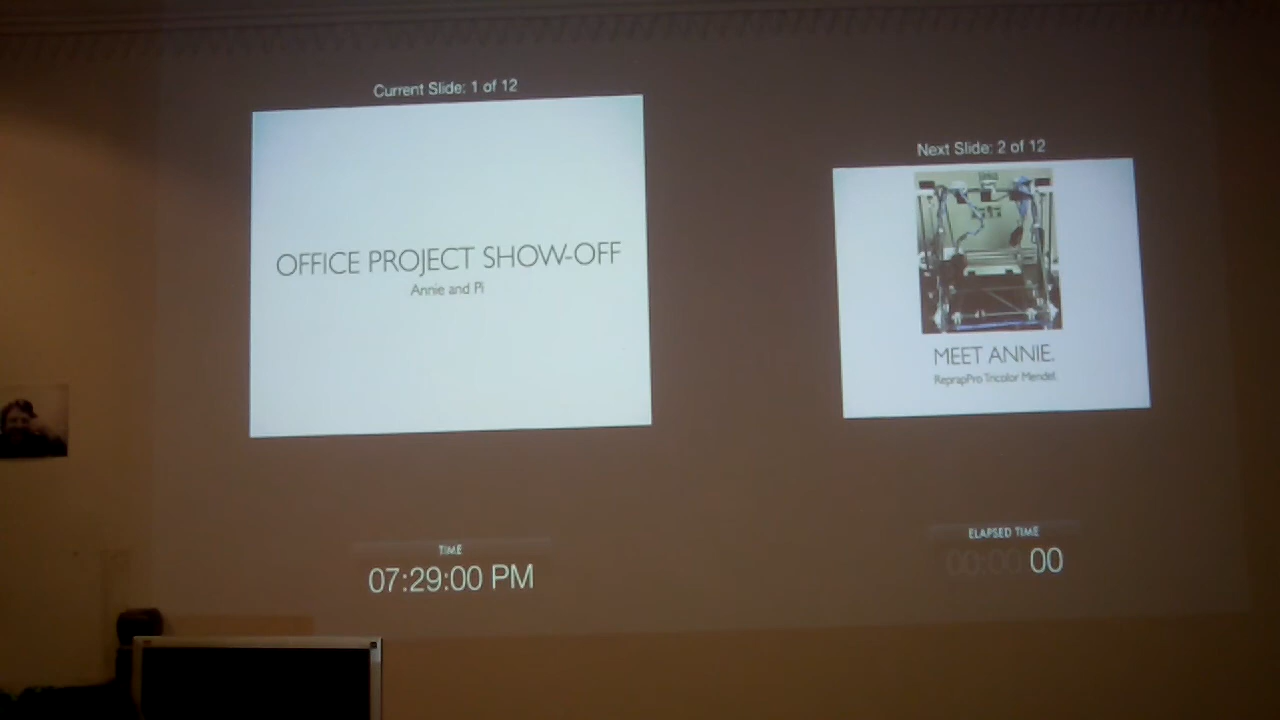 Current Slide: 1 of 12
OFFICE PROJECT SHOW-OFF
Annie and Pi
Next Slide: 2 of 12
MEET ANNIE.
ReprapPro Tricolor Mendel.
TIME
07:29:00 PM
ELAPSED TIME
00:00:00